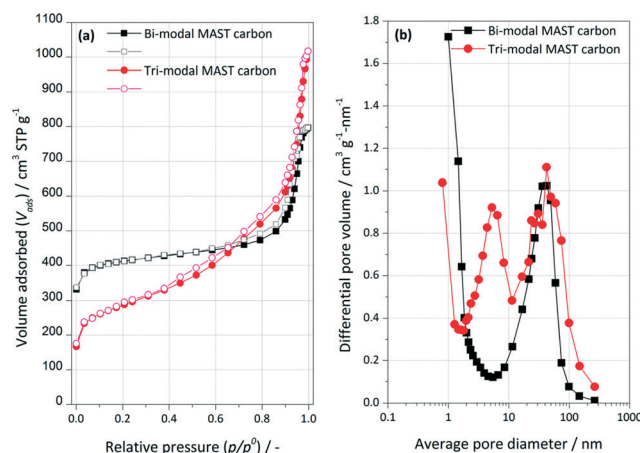 (a)
Bi-modal MAST carbon
Tri-modal MAST carbon
Volume adsorbed (V_ads) / cm³ STP g⁻¹
1100
1000
900
800
700
600
500
400
300
200
100
0
0.0 0.2 0.4 0.6 0.8 1.0
Relative pressure (p/p⁰) / -
(b)
Bi-modal MAST carbon
Tri-modal MAST carbon
Differential pore volume / cm³ g⁻¹-nm⁻¹
1.8
1.6
1.4
1.2
1.0
0.8
0.6
0.4
0.2
0.0
0.1 1 10 100 1000
Average pore diameter / nm